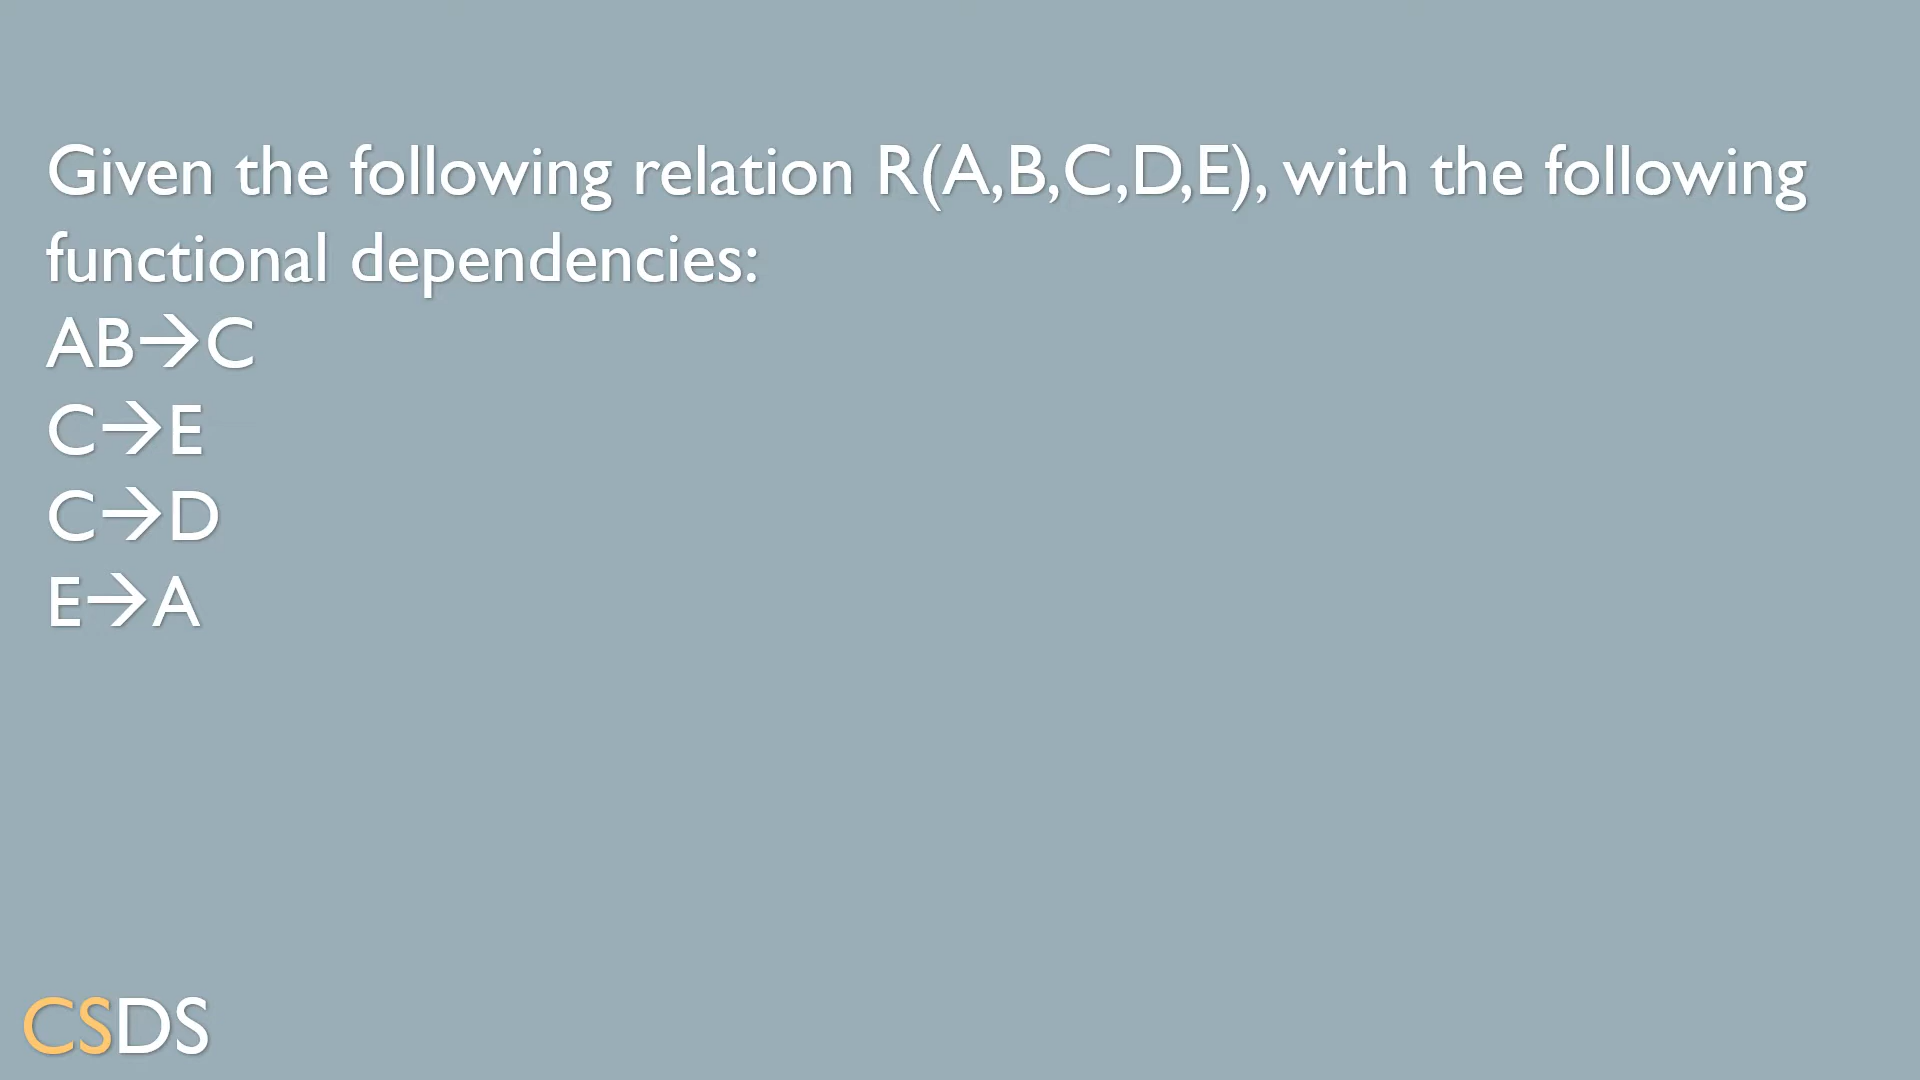 Given the following relation R(A,B,C,D,E), with the following
functional dependencies:
AB→C
C→E
C→D
E→A
CSDS